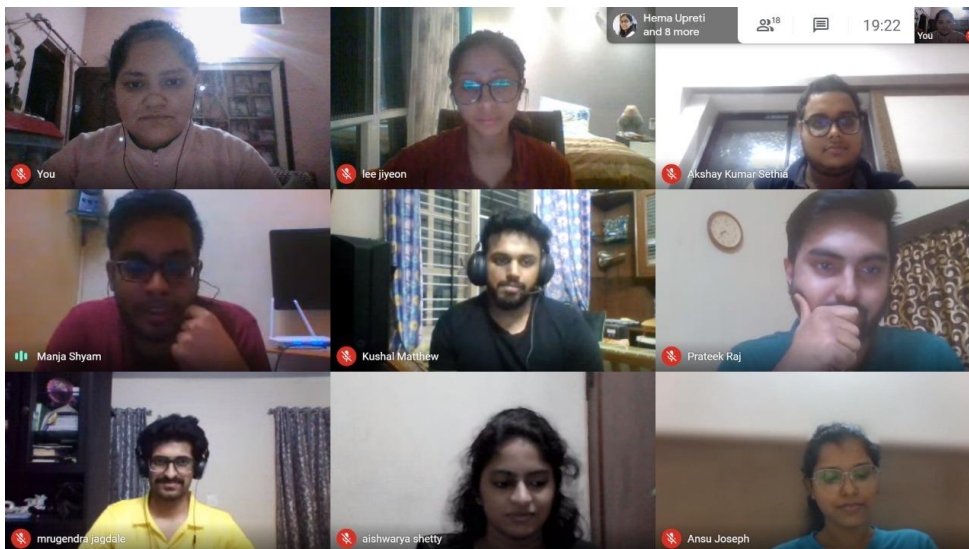 Hema Upreti
and 8 more
18
19:22
You
You
lee jiyeon
Akshay Kumar Sethia
Manja Shyam
Kushal Matthew
Prateek Raj
mrugendra jagdale
aishwarya shetty
Ansu Joseph